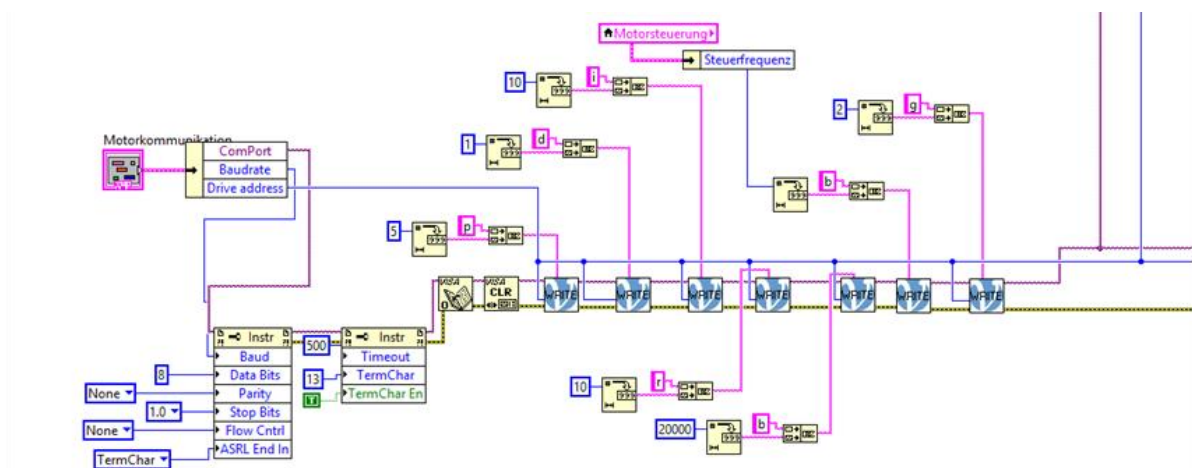 Motorsteuerung
Steuerfrequenz
10
i
2
g
Motorkommunikation
ComPort
Baudrate
Drive address
1
d
b
5
p
VISA
VISA
CLR
WRITE
WRITE
WRITE
WRITE
WRITE
WRITE
WRITE
Instr
500
Instr
Baud
Timeout
8
Data Bits
13
TermChar
None
Parity
T
TermChar En
1.0
Stop Bits
None
Flow Cntrl
TermChar
ASRL End In
10
r
20000
b